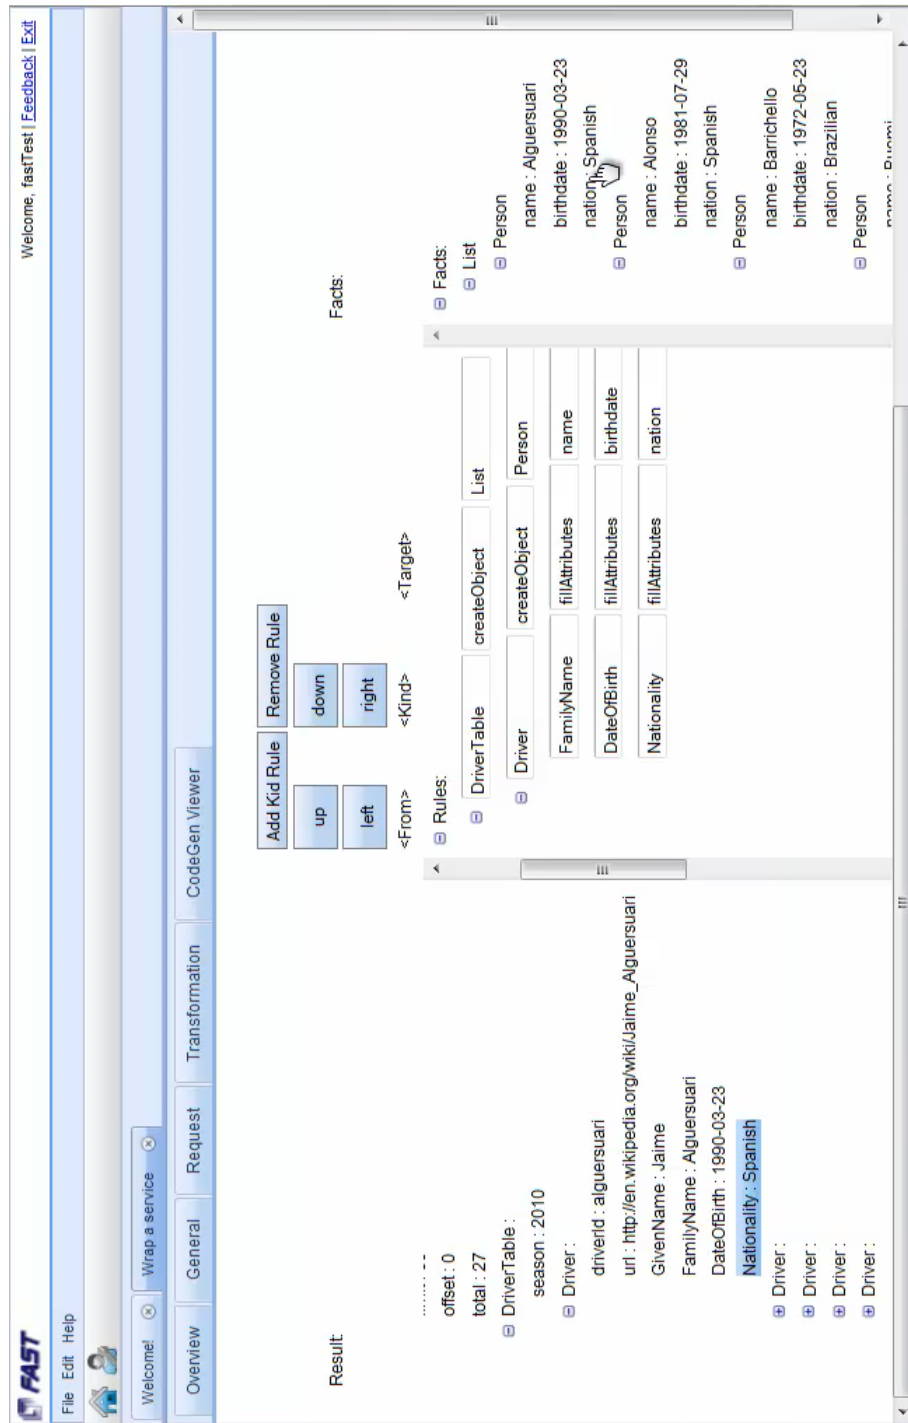 FAST
Welcome, fastTest | Feedback | Exit
File Edit Help
Welcome! Wrap a service
Overview General Request Transformation CodeGen Viewer
Add Kid Rule Remove Rule
up down
Result: left right Facts:
<From> <Kind> <Target>
Rules:
Facts:
offset : 0
total : 27
DriverTable createObject List
List
DriverTable :
Driver createObject Person
Person
season : 2010
name : Alguersuari
Driver :
FamilyName fillAttributes name
birthdate : 1990-03-23
driverId : alguersuari
DateOfBirth fillAttributes birthdate
nation : Spanish
url : http://en.wikipedia.org/wiki/Jaime_Alguersuari
Person
GivenName : Jaime
Nationality fillAttributes nation
name : Alonso
FamilyName : Alguersuari
birthdate : 1981-07-29
DateOfBirth : 1990-03-23
nation : Spanish
Nationality : Spanish
Person
name : Barrichello
Driver :
birthdate : 1972-05-23
Driver :
nation : Brazilian
Driver :
Person
Driver :